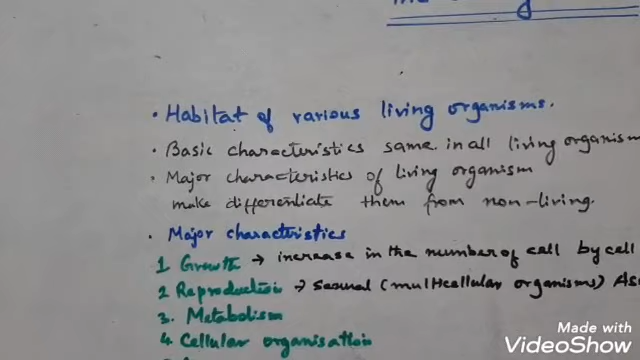 • Habitat of various living organisms.
• Basic characteristics same in all living organism
• Major characteristics of living organism
make differentiate them from non-living.
• Major characteristics
1 Growth → increase in the number of cell by cell
2 Reproduction → sexual (multicellular organisms)
3. Metabolism
4 Cellular organisation
Made with
VideoShow